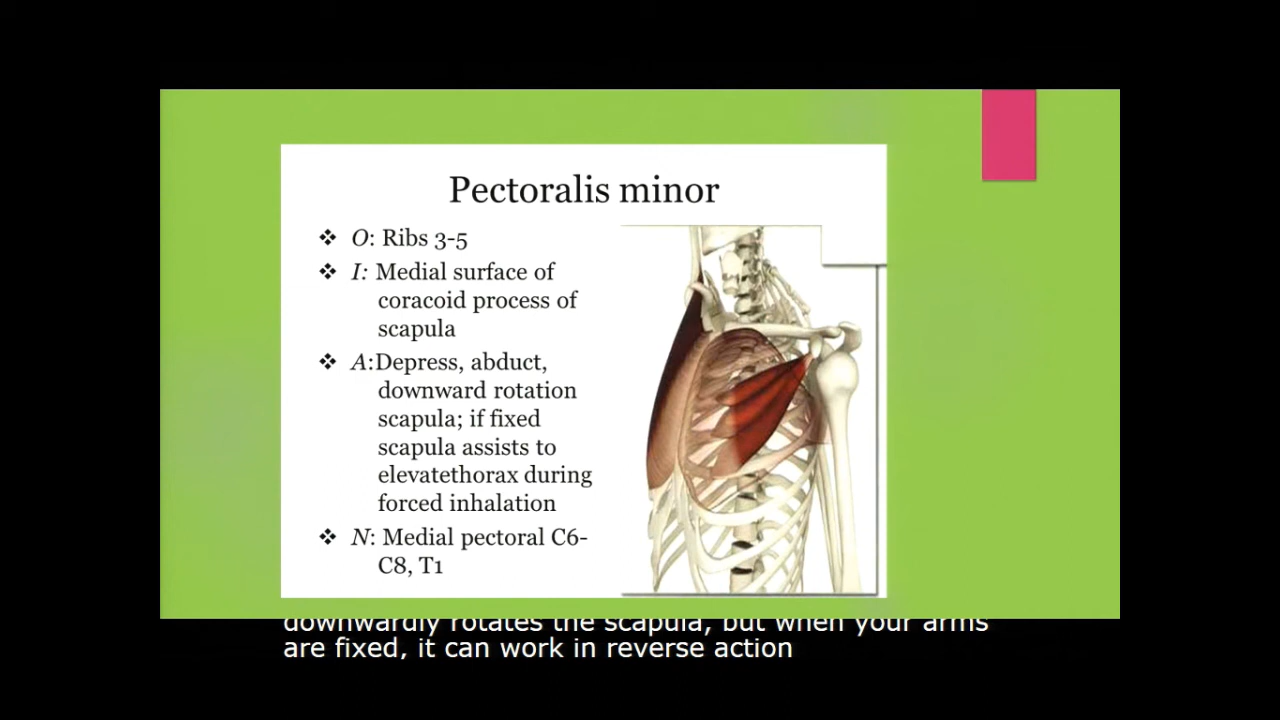 Pectoralis minor
❖ O: Ribs 3-5
❖ I: Medial surface of
coracoid process of
scapula
❖ A:Depress, abduct,
downward rotation
scapula; if fixed
scapula assists to
elevatethorax during
forced inhalation
❖ N: Medial pectoral C6-
C8, T1
downwardly rotates the scapula, but when your arms
are fixed, it can work in reverse action